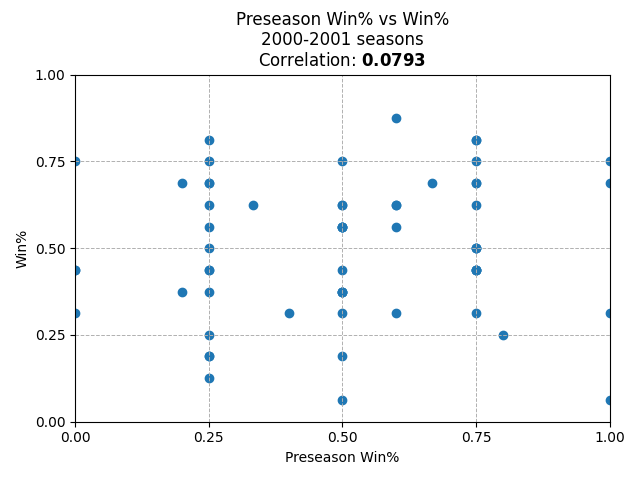 Preseason Win% vs Win%
2000-2001 seasons
Correlation: 0.0793
1.00
0.75
0.50
0.25
0.00
Win%
0.00 0.25 0.50 0.75 1.00
Preseason Win%